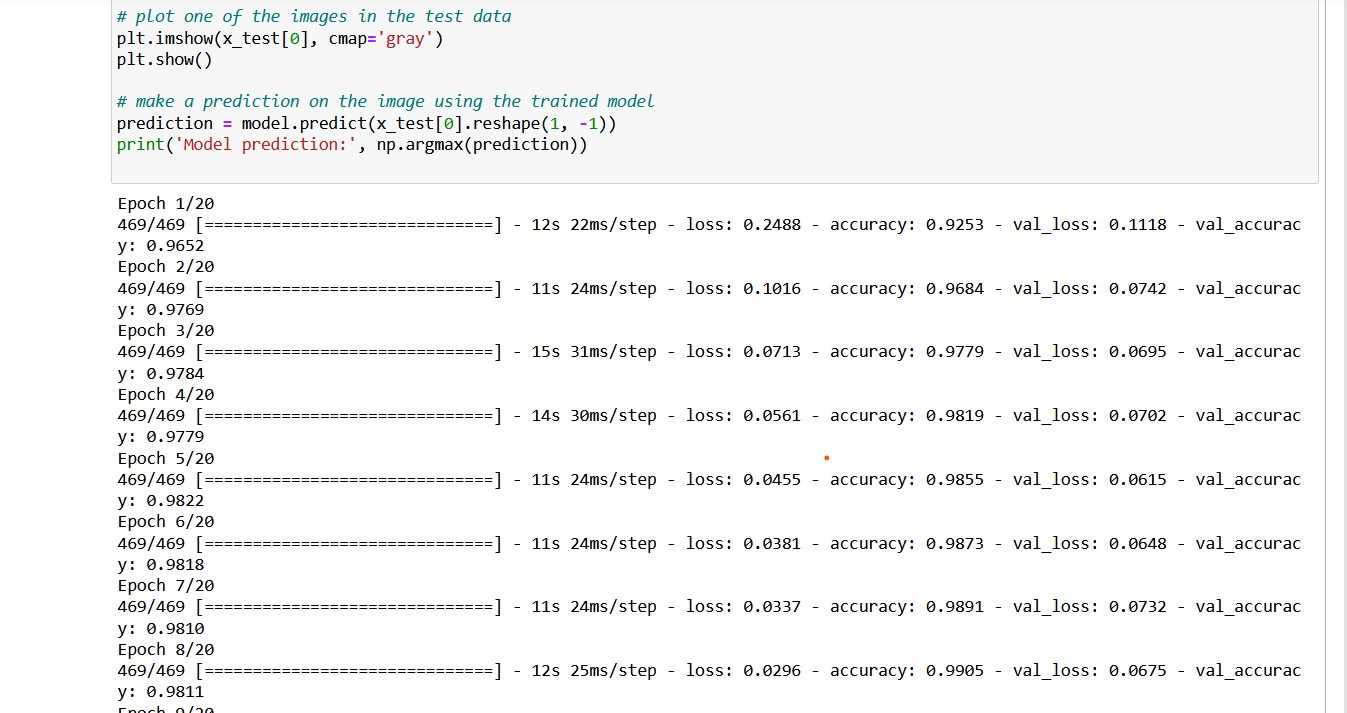 # plot one of the images in the test data
plt.imshow(x_test[0], cmap='gray')
plt.show()
# make a prediction on the image using the trained model
prediction = model.predict(x_test[0].reshape(1, -1))
print('Model prediction:', np.argmax(prediction))
Epoch 1/20
469/469 [==============================] - 12s 22ms/step - loss: 0.2488 - accuracy: 0.9253 - val_loss: 0.1118 - val_accurac
y: 0.9652
Epoch 2/20
469/469 [==============================] - 11s 24ms/step - loss: 0.1016 - accuracy: 0.9684 - val_loss: 0.0742 - val_accurac
y: 0.9769
Epoch 3/20
469/469 [==============================] - 15s 31ms/step - loss: 0.0713 - accuracy: 0.9779 - val_loss: 0.0695 - val_accurac
y: 0.9784
Epoch 4/20
469/469 [==============================] - 14s 30ms/step - loss: 0.0561 - accuracy: 0.9819 - val_loss: 0.0702 - val_accurac
y: 0.9779
Epoch 5/20
469/469 [==============================] - 11s 24ms/step - loss: 0.0455 - accuracy: 0.9855 - val_loss: 0.0615 - val_accurac
y: 0.9822
Epoch 6/20
469/469 [==============================] - 11s 24ms/step - loss: 0.0381 - accuracy: 0.9873 - val_loss: 0.0648 - val_accurac
y: 0.9818
Epoch 7/20
469/469 [==============================] - 11s 24ms/step - loss: 0.0337 - accuracy: 0.9891 - val_loss: 0.0732 - val_accurac
y: 0.9810
Epoch 8/20
469/469 [==============================] - 12s 25ms/step - loss: 0.0296 - accuracy: 0.9905 - val_loss: 0.0675 - val_accurac
y: 0.9811
Epoch 9/20